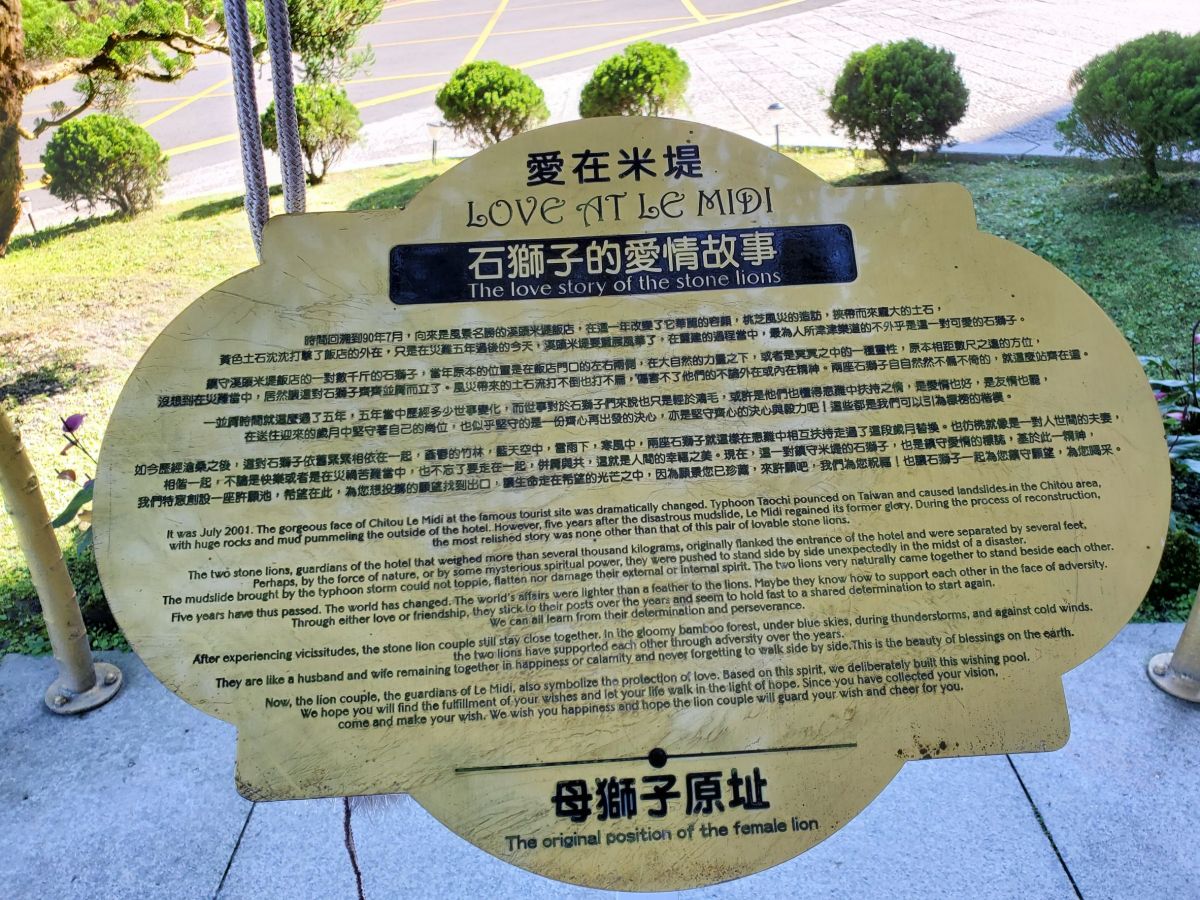 愛在米堤
LOVE AT LE MIDI
石獅子的愛情故事
The love story of the stone lions
時間回溯到90年7月，向來是風景名勝的溪頭米堤飯店，在這一年改變了它華麗的容顏，桃芝風災的造訪，挾帶而來龐大的土石，
黃色土石沈沈打擊了飯店的外在，只是在災難五年過後的今天，溪頭米堤要重展風華了，在重建的過程當中，最為人所津津樂道的不外乎是這一對可愛的石獅子。
鎮守溪頭米堤飯店的一對數千斤的石獅子，當年原本的位置是在飯店門口的左右兩側，在大自然的力量之下，或者是冥冥之中的一種靈性，原本相距數尺之遠的方位，
沒想到在災難當中，居然讓這對石獅子齊齊並肩而立了。風災帶來的土石流打不倒也打不扁，傷害不了他們的不論外在或內在精神。兩座石獅子自自然然不偏不倚的，就這麼站齊在這。
一並肩時間就這麼過了五年，五年當中歷經多少世事變化，而世事對於石獅子們來說也只是輕於鴻毛，或許是他們也懂得患難中扶持之情，是愛情也好，是友情也罷，
在送往迎來的歲月中堅守著自己的崗位，也似乎堅守的是一份齊心再出發的決心，亦是堅守齊心的決心與毅力吧！這些都是我們可以引為尊榜的楷模。
如今歷經滄桑之後，這對石獅子依舊緊緊相依在一起，蓊鬱的竹林，藍天空中，雷雨下，寒風中，兩座石獅子就這樣在患難中相互扶持走過了這段歲月替換。也彷彿就像是一對人世間的夫妻，
相偕一起，不論是快樂或者是在災禍苦難當中，也不忘了要走在一起，併肩與共，這就是人間的幸福之美。現在，這一對鎮守米堤的石獅子，也是鎮守愛情的標誌，基於此一精神，
我們特意創設一座許願池，希望在此，為您想投擲的願望找到出口，讓生命走在希望的光芒之中，因為願景您已珍藏，來許願吧，我們為您祝福！也讓石獅子一起為您鎮守願望，為您喝采。
It was July 2001. The gorgeous face of Chitou Le Midi at the famous tourist site was dramatically changed. Typhoon Taochi pounced on Taiwan and caused landslides in the Chitou area,
with huge rocks and mud pummeling the outside of the hotel. However, five years after the disastrous mudslide, Le Midi regained its former glory. During the process of reconstruction,
the most relished story was none other than that of this pair of lovable stone lions.
The two stone lions, guardians of the hotel that weighed more than several thousand kilograms, originally flanked the entrance of the hotel and were separated by several feet,
Perhaps, by the force of nature, or by some mysterious spiritual power, they were pushed to stand side by side unexpectedly in the midst of a disaster.
The mudslide brought by the typhoon storm could not topple, flatten nor damage their external or internal spirit. The two lions very naturally came together to stand beside each other.
Five years have thus passed. The world has changed. The world's affairs were lighter than a feather to the lions. Maybe they know how to support each other in the face of adversity.
Through either love or friendship, they stick to their posts over the years and seem to hold fast to a shared determination to start again.
We can all learn from their determination and perseverance.
After experiencing vicissitudes, the stone lion couple still stay close together. In the gloomy bamboo forest, under blue skies, during thunderstorms, and against cold winds.
the two lions have supported each other through adversity over the years.
They are like a husband and wife remaining together in happiness or calamity and never forgetting to walk side by side.This is the beauty of blessings on the earth.
Now, the lion couple, the guardians of Le Midi, also symbolize the protection of love. Based on this spirit, we deliberately built this wishing pool.
We hope you will find the fulfillment of your wishes and let your life walk in the light of hope. Since you have collected your vision,
come and make your wish. We wish you happiness and hope the lion couple will guard your wish and cheer for you.
母獅子原址
The original position of the female lion